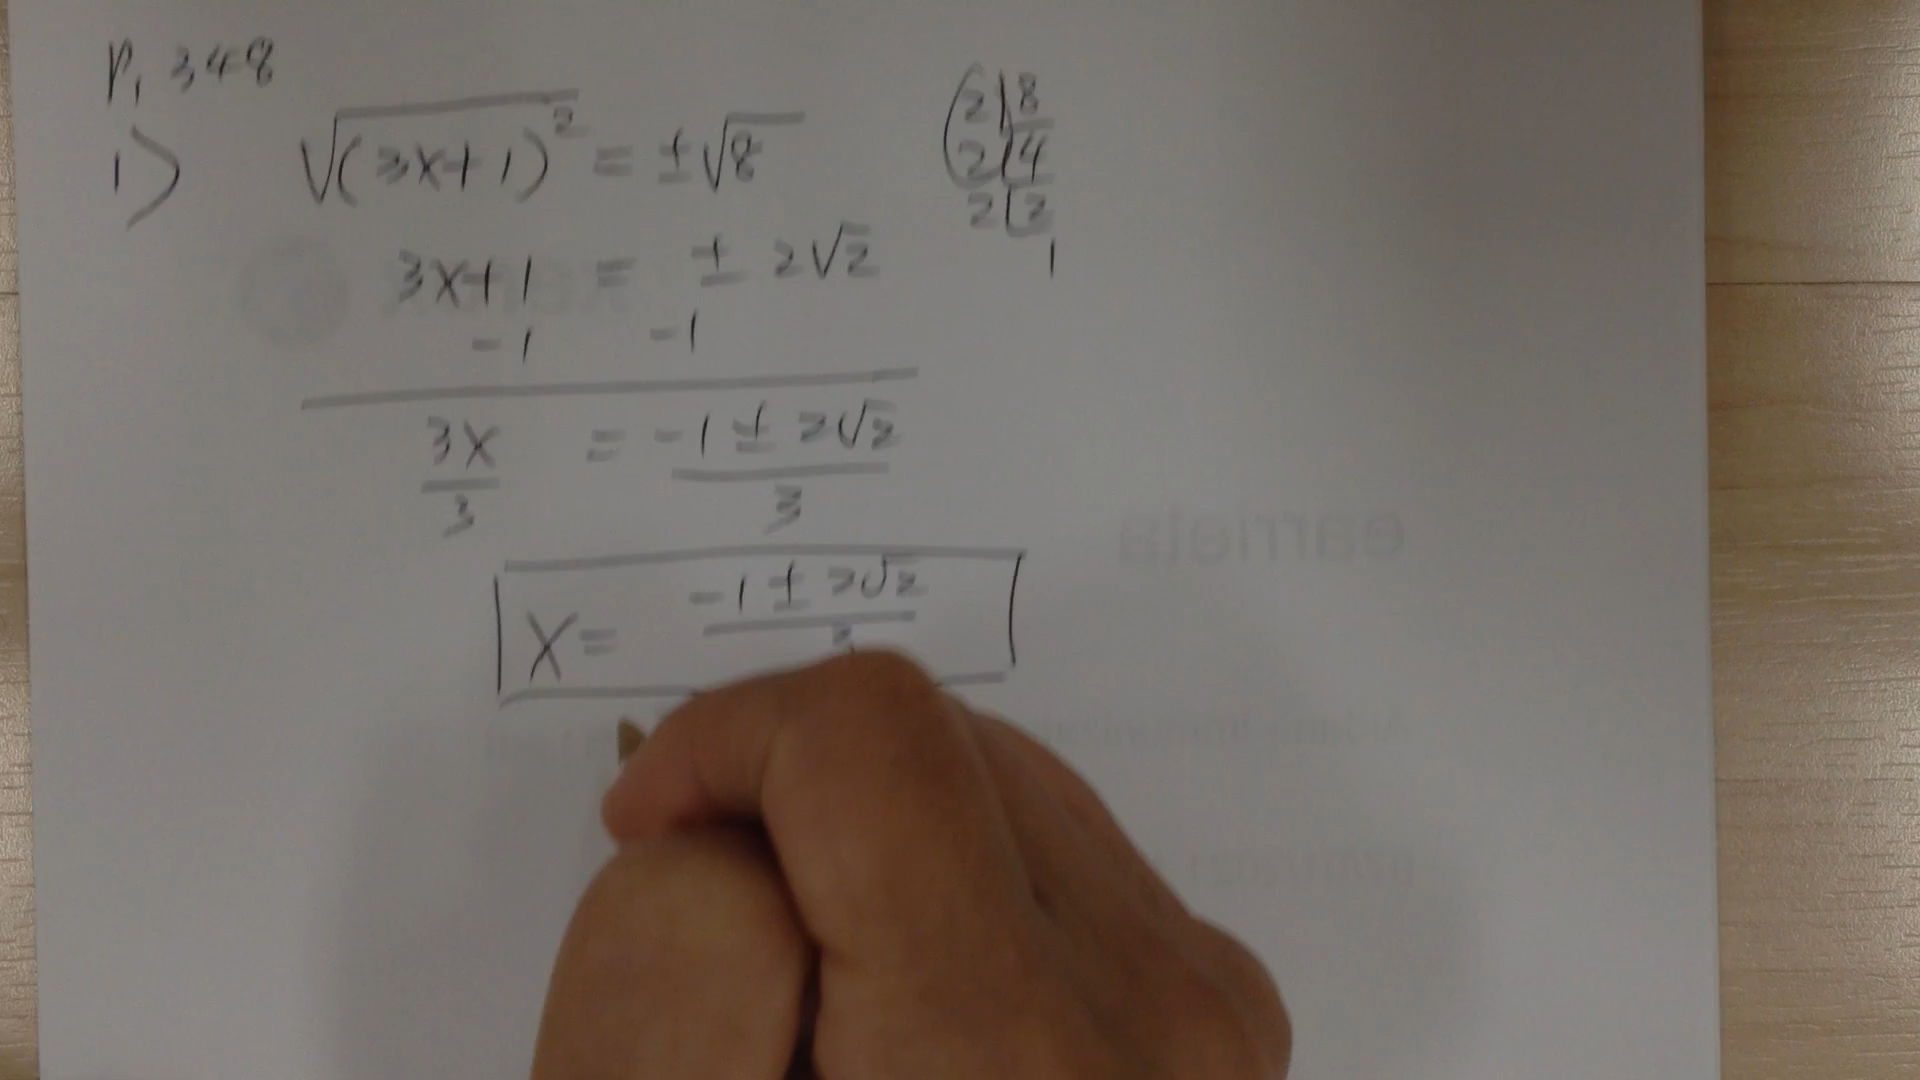 P. 348
1) √(3x+1)² = ±√8
2|8
2|4
2|2
1
3x+1 = ± 2√2
-1 -1
3x/3 = (-1 ± 2√2)/3
x = (-1 ± 2√2)/3